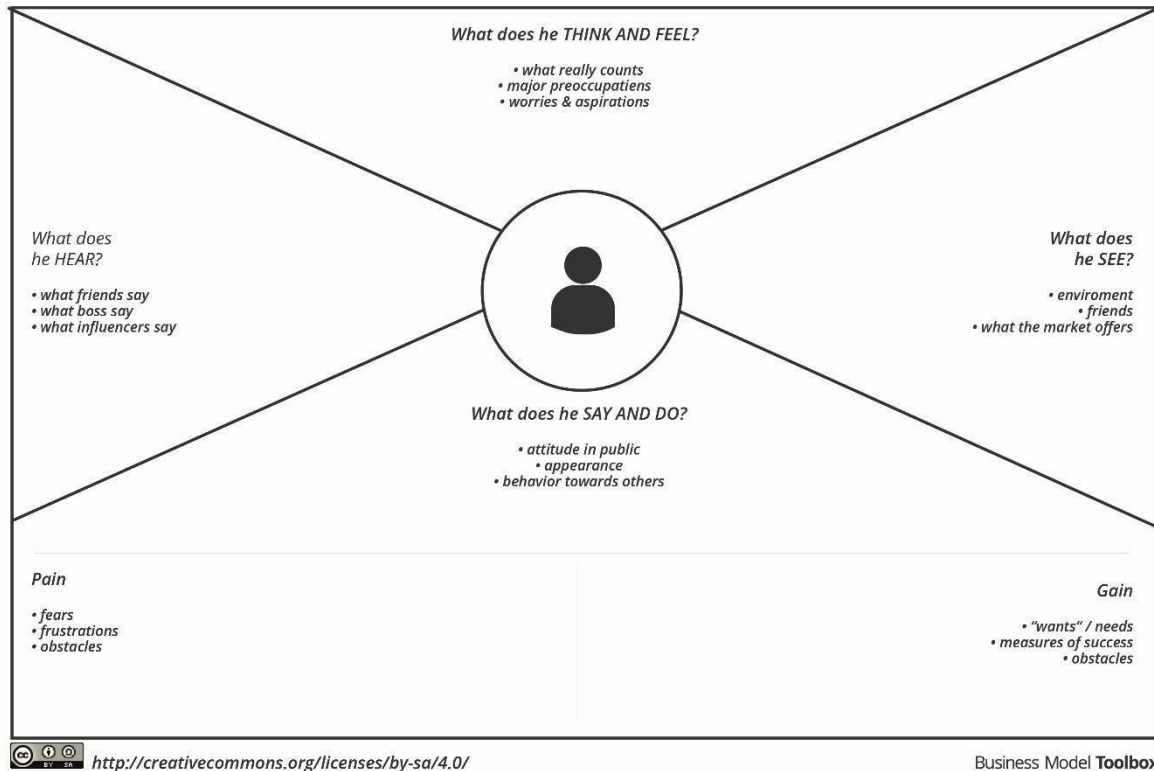 What does he THINK AND FEEL?
• what really counts
• major preoccupatiens
• worries & aspirations
What does
he HEAR?
• what friends say
• what boss say
• what influencers say
What does
he SEE?
• enviroment
• friends
• what the market offers
What does he SAY AND DO?
• attitude in public
• appearance
• behavior towards others
Pain
• fears
• frustrations
• obstacles
Gain
• “wants” / needs
• measures of success
• obstacles
cc BY SA
http://creativecommons.org/licenses/by-sa/4.0/
Business Model Toolbox